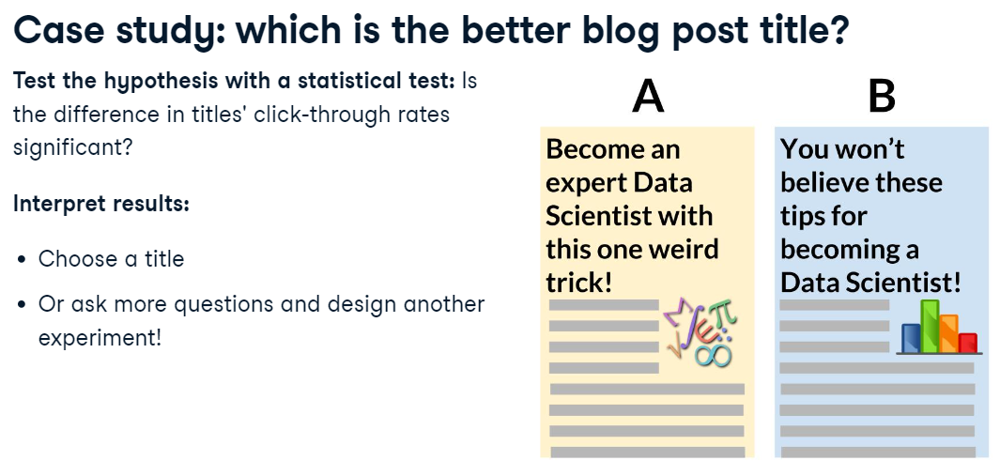 Case study: which is the better blog post title?
Test the hypothesis with a statistical test: Is
the difference in titles' click-through rates
significant?
Interpret results:
• Choose a title
• Or ask more questions and design another
experiment!
A
Become an
expert Data
Scientist with
this one weird
trick!
B
You won’t
believe these
tips for
becoming a
Data Scientist!